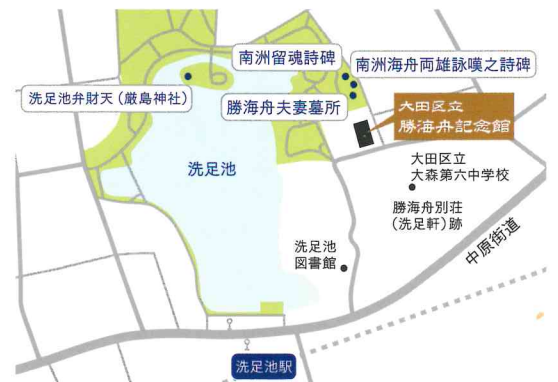 南洲留魂詩碑
南洲海舟両雄詠嘆之詩碑
洗足池弁財天(厳島神社)
勝海舟夫妻墓所
大田区立
勝海舟記念館
洗足池
大田区立
大森第六中学校
勝海舟別荘
(洗足軒)跡
中原街道
洗足池
図書館
洗足池駅